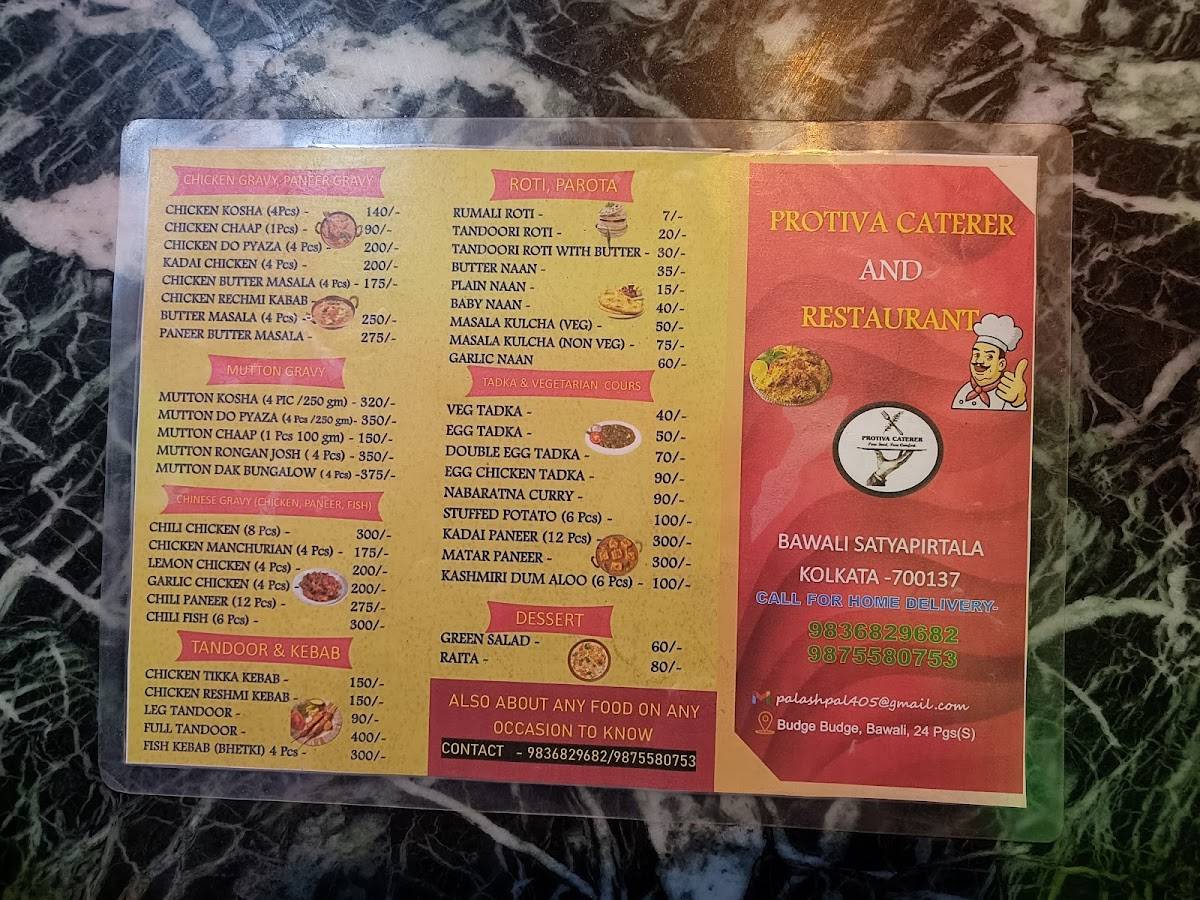 CHICKEN GRAVY, PANEER GRAVY
CHICKEN KOSHA (4Pcs) - 140/-
CHICKEN CHAAP (1Pcs) - 90/-
CHICKEN DO PYAZA (4 Pcs) - 200/-
KADAI CHICKEN (4 Pcs) - 200/-
CHICKEN BUTTER MASALA (4 Pcs) - 175/-
CHICKEN RECHMI KABAB
BUTTER MASALA (4 Pcs) - 250/-
PANEER BUTTER MASALA - 275/-
MUTTON GRAVY
MUTTON KOSHA (4 PIC /250 gm) - 320/-
MUTTON DO PYAZA (4 Pcs /250 gm)- 350/-
MUTTON CHAAP (1 Pcs 100 gm) - 150/-
MUTTON RONGAN JOSH ( 4 Pcs) - 350/-
MUTTON DAK BUNGALOW ( 4 Pcs) -375/-
CHINESE GRAVY (CHICKEN, PANEER, FISH)
CHILI CHICKEN (8 Pcs) - 300/-
CHICKEN MANCHURIAN (4 Pcs) - 175/-
LEMON CHICKEN (4 Pcs) - 200/-
GARLIC CHICKEN (4 Pcs) - 200/-
CHILI PANEER (12 Pcs) - 275/-
CHILI FISH (6 Pcs) - 300/-
TANDOOR & KEBAB
CHICKEN TIKKA KEBAB - 150/-
CHICKEN RESHMI KEBAB - 150/-
LEG TANDOOR - 90/-
FULL TANDOOR - 400/-
FISH KEBAB (BHETKI) 4 Pcs - 300/-
ROTI, PAROTA
RUMALI ROTI - 7/-
TANDOORI ROTI - 20/-
TANDOORI ROTI WITH BUTTER - 30/-
BUTTER NAAN - 35/-
PLAIN NAAN - 15/-
BABY NAAN - 40/-
MASALA KULCHA (VEG) - 50/-
MASALA KULCHA (NON VEG) - 75/-
GARLIC NAAN 60/-
TADKA & VEGETARIAN COURS
VEG TADKA - 40/-
EGG TADKA - 50/-
DOUBLE EGG TADKA - 70/-
EGG CHICKEN TADKA - 90/-
NABARATNA CURRY - 90/-
STUFFED POTATO (6 Pcs) - 100/-
KADAI PANEER (12 Pcs) - 300/-
MATAR PANEER - 300/-
KASHMIRI DUM ALOO (6 Pcs) - 100/-
DESSERT
GREEN SALAD - 60/-
RAITA - 80/-
ALSO ABOUT ANY FOOD ON ANY
OCCASION TO KNOW
CONTACT - 9836829682/9875580753
PROTIVA CATERER
AND
RESTAURANT
PROTIVA CATERER
BAWALI SATYAPIRTALA
KOLKATA -700137
CALL FOR HOME DELIVERY-
9836829682
9875580753
palashpal405@gmail.com
Budge Budge, Bawali, 24 Pgs(S)